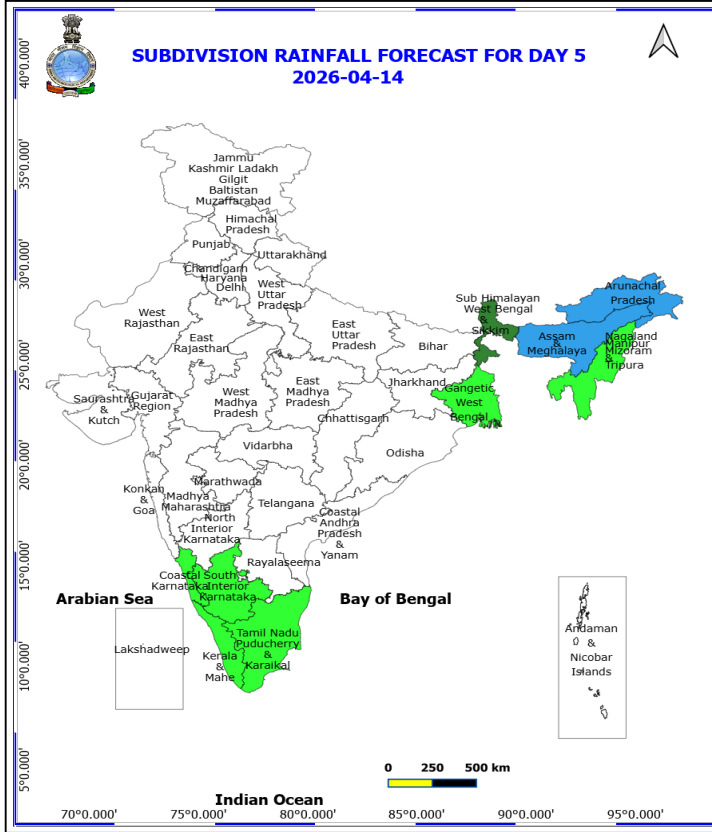 SUBDIVISION RAINFALL FORECAST FOR DAY 5
2026-04-14
40°0.000'
35°0.000'
30°0.000'
25°0.000'
20°0.000'
15°0.000'
10°0.000'
5°0.000'
Jammu
Kashmir Ladakh
Gilgit
Baltistan
Muzaffarabad
Himachal
Pradesh
Punjab
Uttarakhand
Chandigarh
Haryana
Delhi
West
Uttar
Pradesh
West
Rajasthan
East
Rajasthan
East
Uttar
Pradesh
Bihar
Sub Himalayan
West Bengal
&
Sikkim
Arunachal
Pradesh
Assam
&
Meghalaya
Nagaland
Manipur
Mizoram
&
Tripura
Saurashtra
&
Kutch
Gujarat
Region
West
Madhya
Pradesh
East
Madhya
Pradesh
Jharkhand
Gangetic
West
Bengal
Chhattisgarh
Vidarbha
Odisha
Konkan
&
Goa
Marathwada
Madhya
Maharashtra
North
Interior
Karnataka
Telangana
Coastal
Andhra
Pradesh
&
Yanam
Rayalaseema
Coastal
Karnataka
South
Interior
Karnataka
Arabian Sea
Bay of Bengal
Tamil Nadu
Puducherry
&
Karaikal
Kerala
&
Mahe
Lakshadweep
Andaman
&
Nicobar
Islands
0 250 500 km
Indian Ocean
70°0.000' 75°0.000' 80°0.000' 85°0.000' 90°0.000' 95°0.000'